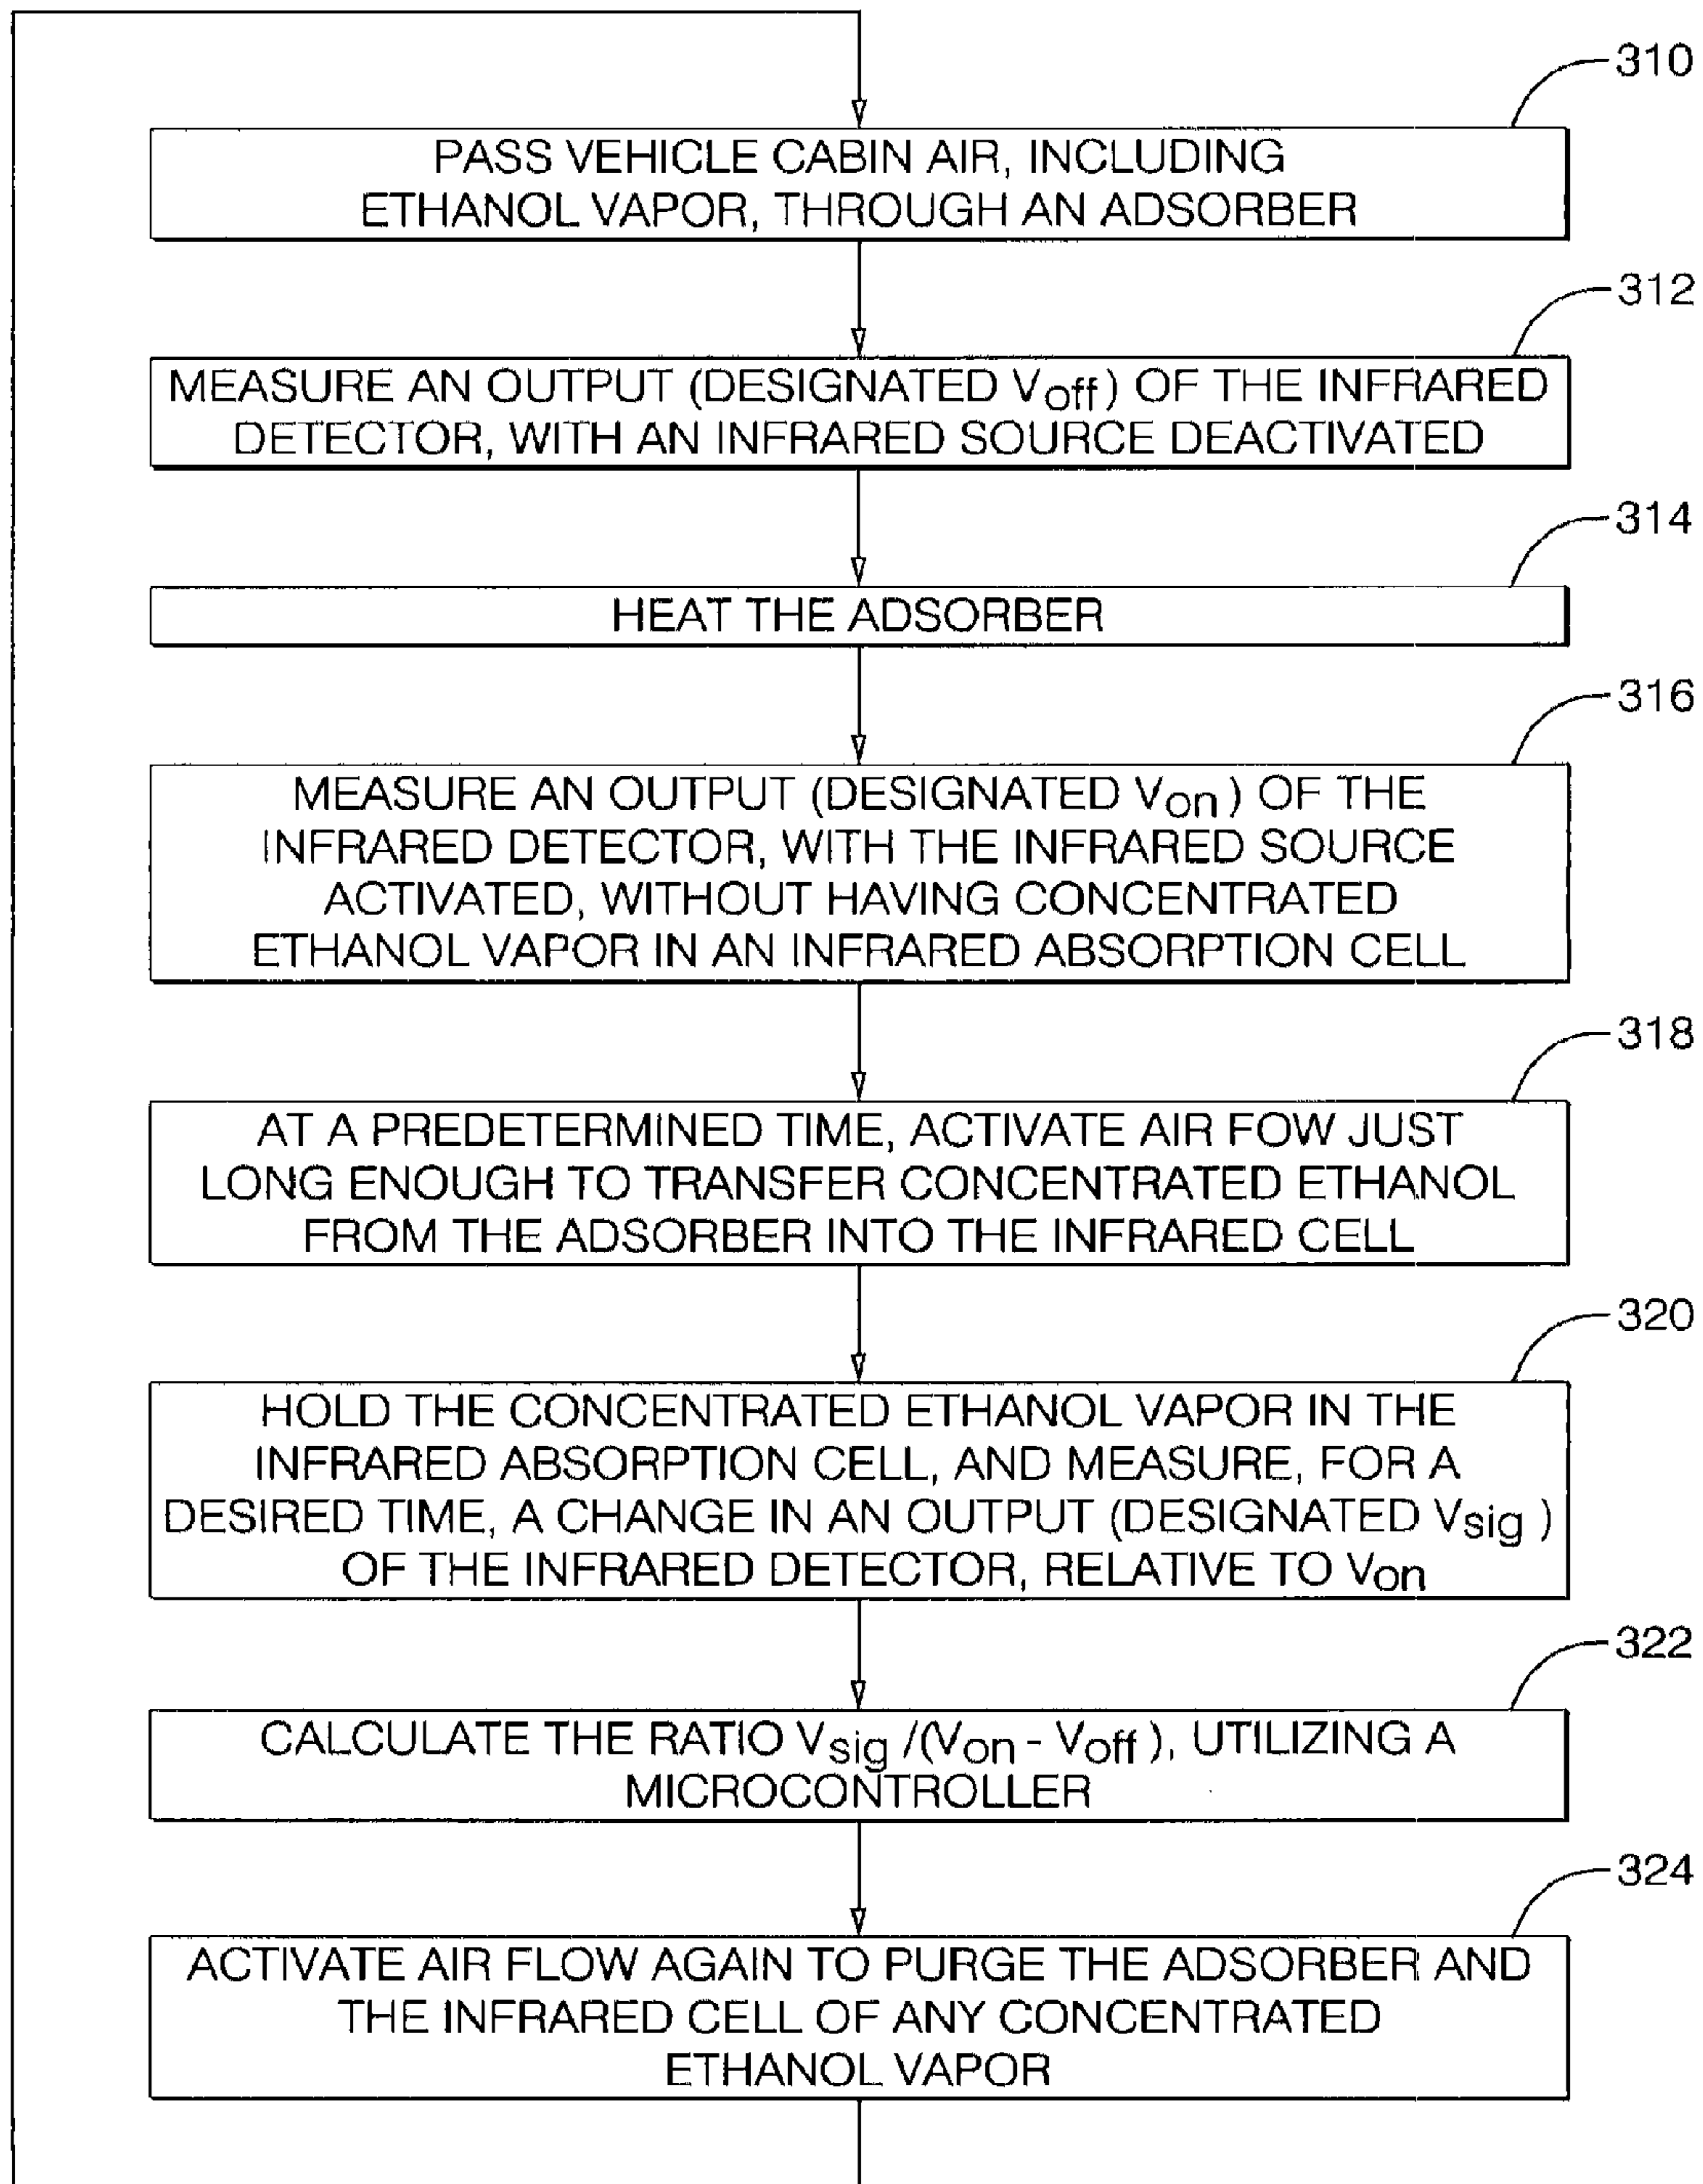 310
PASS VEHICLE CABIN AIR, INCLUDING
ETHANOL VAPOR, THROUGH AN ADSORBER
312
MEASURE AN OUTPUT (DESIGNATED Voff) OF THE INFRARED
DETECTOR, WITH AN INFRARED SOURCE DEACTIVATED
314
HEAT THE ADSORBER
316
MEASURE AN OUTPUT (DESIGNATED Von) OF THE
INFRARED DETECTOR, WITH THE INFRARED SOURCE
ACTIVATED, WITHOUT HAVING CONCENTRATED
ETHANOL VAPOR IN AN INFRARED ABSORPTION CELL
318
AT A PREDETERMINED TIME, ACTIVATE AIR FOW JUST
LONG ENOUGH TO TRANSFER CONCENTRATED ETHANOL
FROM THE ADSORBER INTO THE INFRARED CELL
320
HOLD THE CONCENTRATED ETHANOL VAPOR IN THE
INFRARED ABSORPTION CELL, AND MEASURE, FOR A
DESIRED TIME, A CHANGE IN AN OUTPUT (DESIGNATED Vsig )
OF THE INFRARED DETECTOR, RELATIVE TO Von
322
CALCULATE THE RATIO Vsig /(Von - Voff ), UTILIZING A
MICROCONTROLLER
324
ACTIVATE AIR FLOW AGAIN TO PURGE THE ADSORBER AND
THE INFRARED CELL OF ANY CONCENTRATED
ETHANOL VAPOR